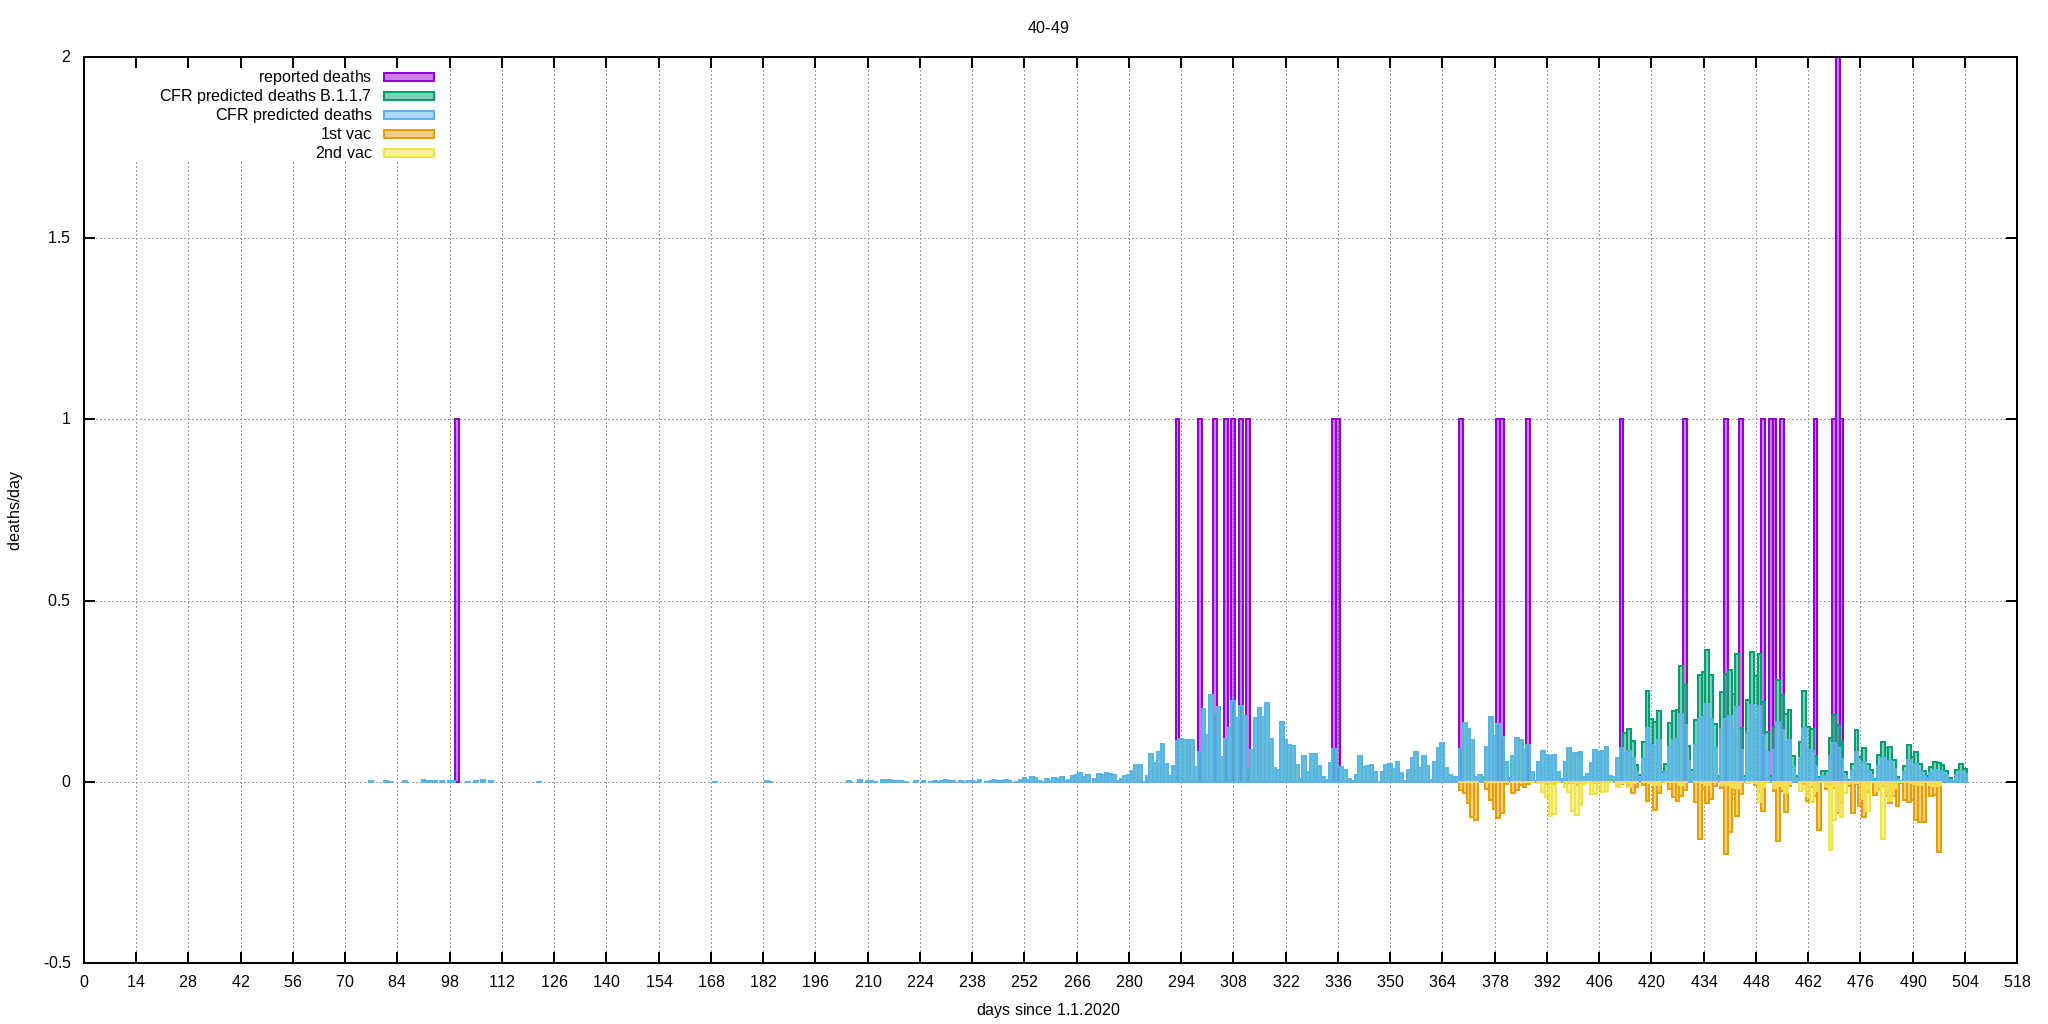 40-49
reported deaths
CFR predicted deaths B.1.1.7
CFR predicted deaths
1st vac
2nd vac
2
1.5
1
0.5
0
-0.5
deaths/day
0 14 28 42 56 70 84 98 112 126 140 154 168 182 196 210 224 238 252 266 280 294 308 322 336 350 364 378 392 406 420 434 448 462 476 490 504 518
days since 1.1.2020